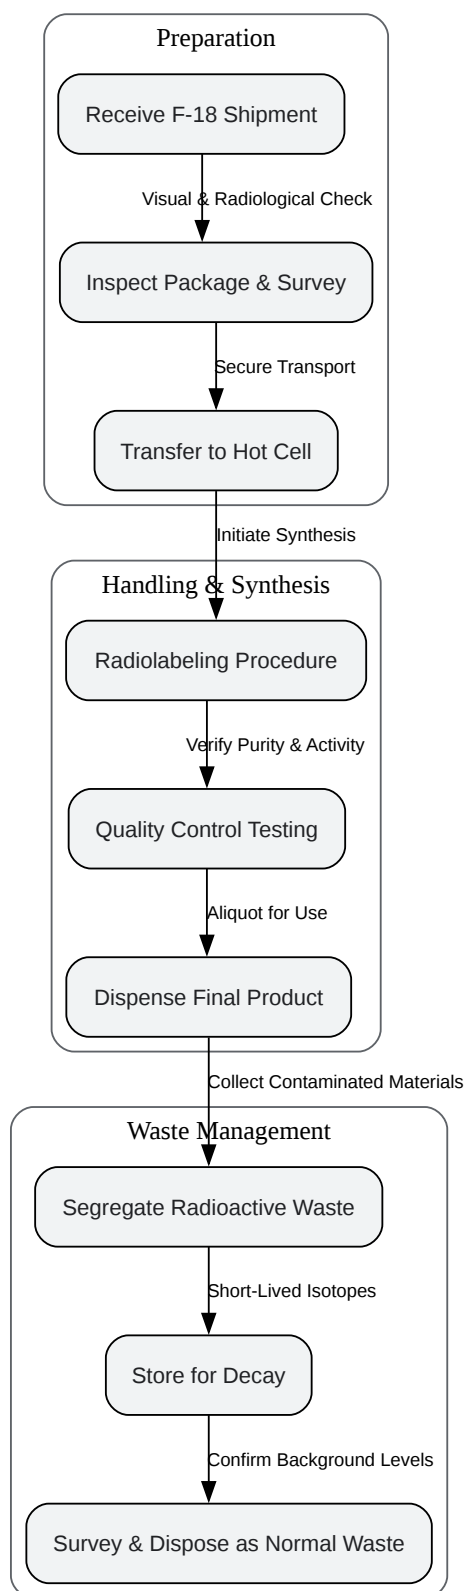 Preparation
Receive F-18 Shipment
Visual & Radiological Check
Inspect Package & Survey
Secure Transport
Transfer to Hot Cell
Initiate Synthesis
Handling & Synthesis
Radiolabeling Procedure
Verify Purity & Activity
Quality Control Testing
Aliquot for Use
Dispense Final Product
Collect Contaminated Materials
Waste Management
Segregate Radioactive Waste
Short-Lived Isotopes
Store for Decay
Confirm Background Levels
Survey & Dispose as Normal Waste